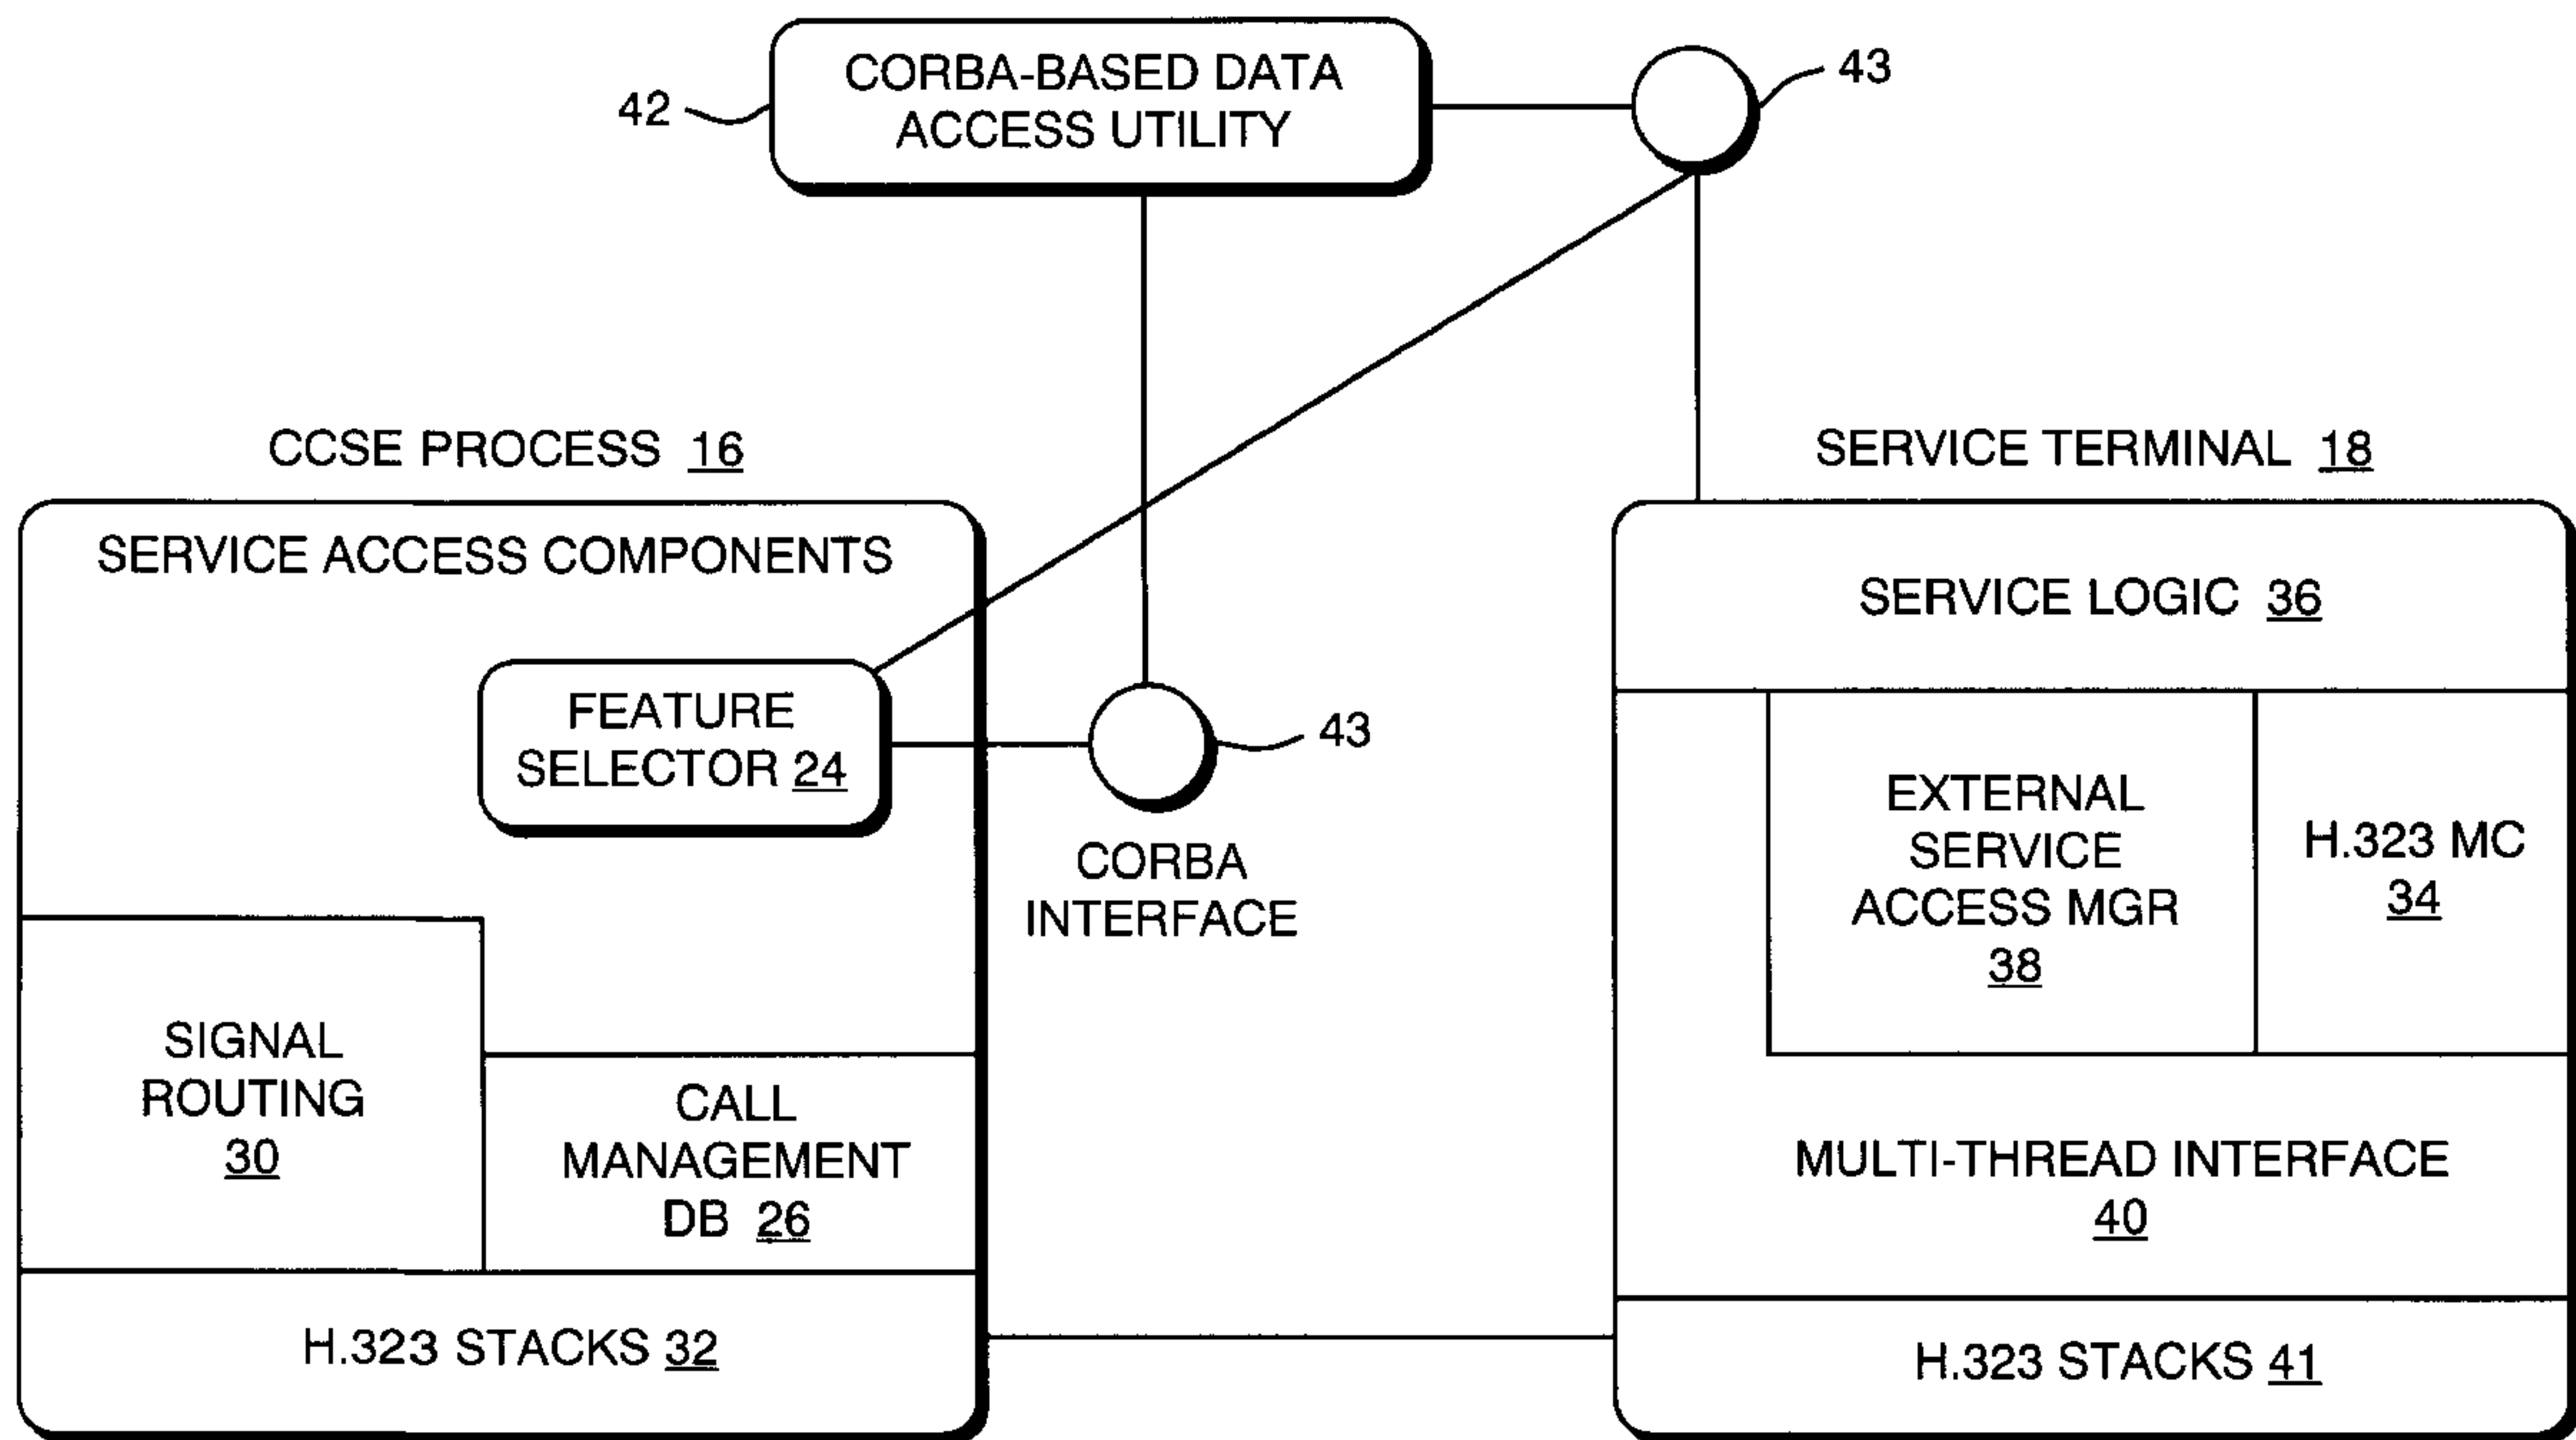 CORBA-BASED DATA
ACCESS UTILITY
42
43
CCSE PROCESS 16
SERVICE TERMINAL 18
SERVICE ACCESS COMPONENTS
FEATURE
SELECTOR 24
43
CORBA
INTERFACE
SIGNAL
ROUTING
30
CALL
MANAGEMENT
DB 26
H.323 STACKS 32
SERVICE LOGIC 36
EXTERNAL
SERVICE
ACCESS MGR
38
H.323 MC
34
MULTI-THREAD INTERFACE
40
H.323 STACKS 41